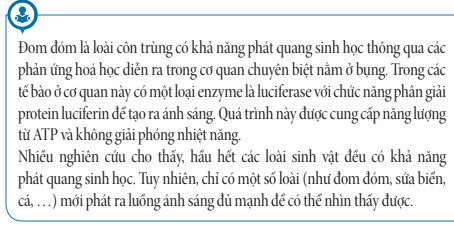 Đom đóm là loài côn trùng có khả năng phát quang sinh học thông qua các
phản ứng hoá học diễn ra trong cơ quan chuyên biệt nằm ở bụng. Trong các
tế bào ở cơ quan này có một loại enzyme là luciferase với chức năng phân giải
protein luciferin để tạo ra ánh sáng. Quá trình này được cung cấp năng lượng
từ ATP và không giải phóng nhiệt năng.
Nhiều nghiên cứu cho thấy, hầu hết các loài sinh vật đều có khả năng
phát quang sinh học. Tuy nhiên, chỉ có một số loài (như đom đóm, sứa biển,
cá, …) mới phát ra luồng ánh sáng đủ mạnh để có thể nhìn thấy được.